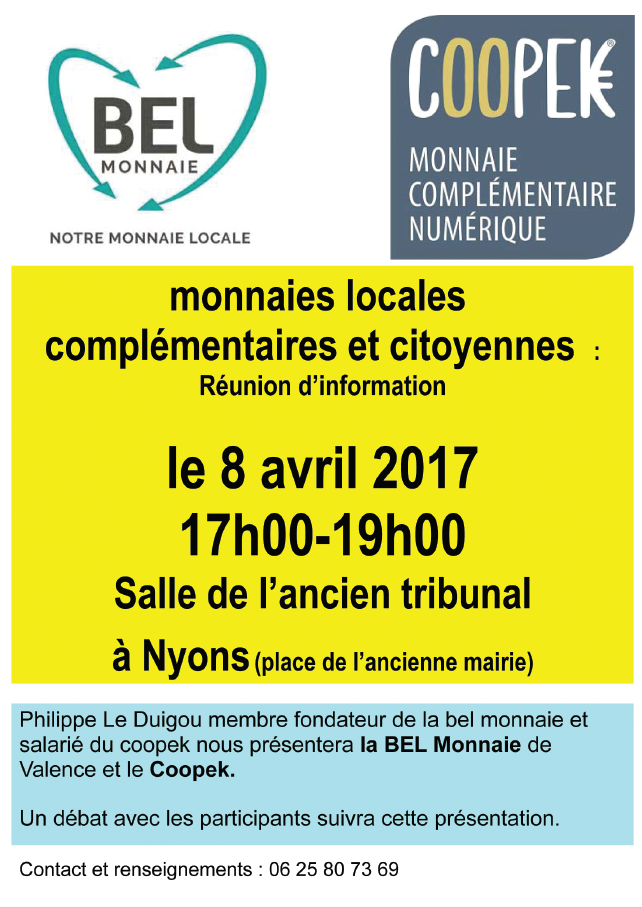 BEL
MONNAIE
NOTRE MONNAIE LOCALE
COOPEK®
MONNAIE
COMPLÉMENTAIRE
NUMÉRIQUE
monnaies locales
complémentaires et citoyennes :
Réunion d’information
le 8 avril 2017
17h00-19h00
Salle de l’ancien tribunal
à Nyons (place de l’ancienne mairie)
Philippe Le Duigou membre fondateur de la bel monnaie et
salarié du coopek nous présentera la BEL Monnaie de
Valence et le Coopek.
Un débat avec les participants suivra cette présentation.
Contact et renseignements : 06 25 80 73 69